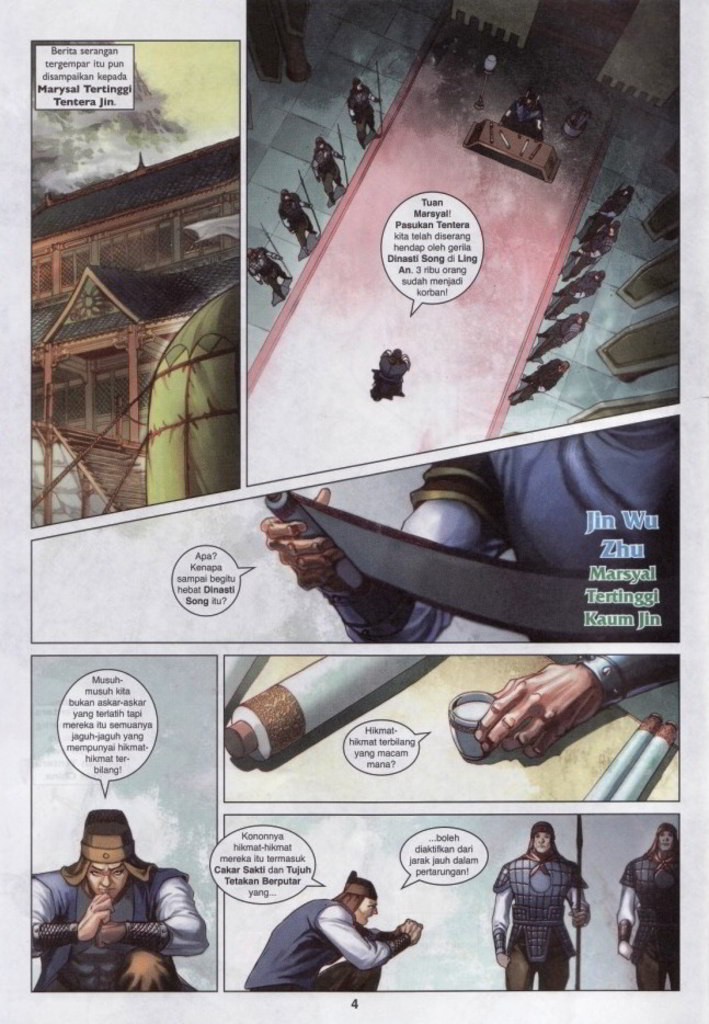 Berita serangan
tergempar itu pun
disampaikan kepada
Marysal Tertinggi
Tentera Jin.
Tuan
Marsyal!
Pasukan Tentera
kita telah diserang
hendap oleh gerila
Dinasti Song di Ling
An. 3 ribu orang
sudah menjadi
korban!
Apa?
Kenapa
sampai begitu
hebat Dinasti
Song itu?
Jin Wu
Zhu
Marsyal
Tertinggi
Kaum Jin
Musuh-
musuh kita
bukan askar-askar
yang terlatih tapi
mereka itu semuanya
jaguh-jaguh yang
mempunyai hikmat-
hikmat ter-
bilang!
Hikmat-
hikmat terbilang
yang macam
mana?
Kononnya
hikmat-hikmat
mereka itu termasuk
Cakar Sakti dan Tujuh
Tetakan Berputar
yang...
...boleh
diaktifkan dari
jarak jauh dalam
pertarungan!
4